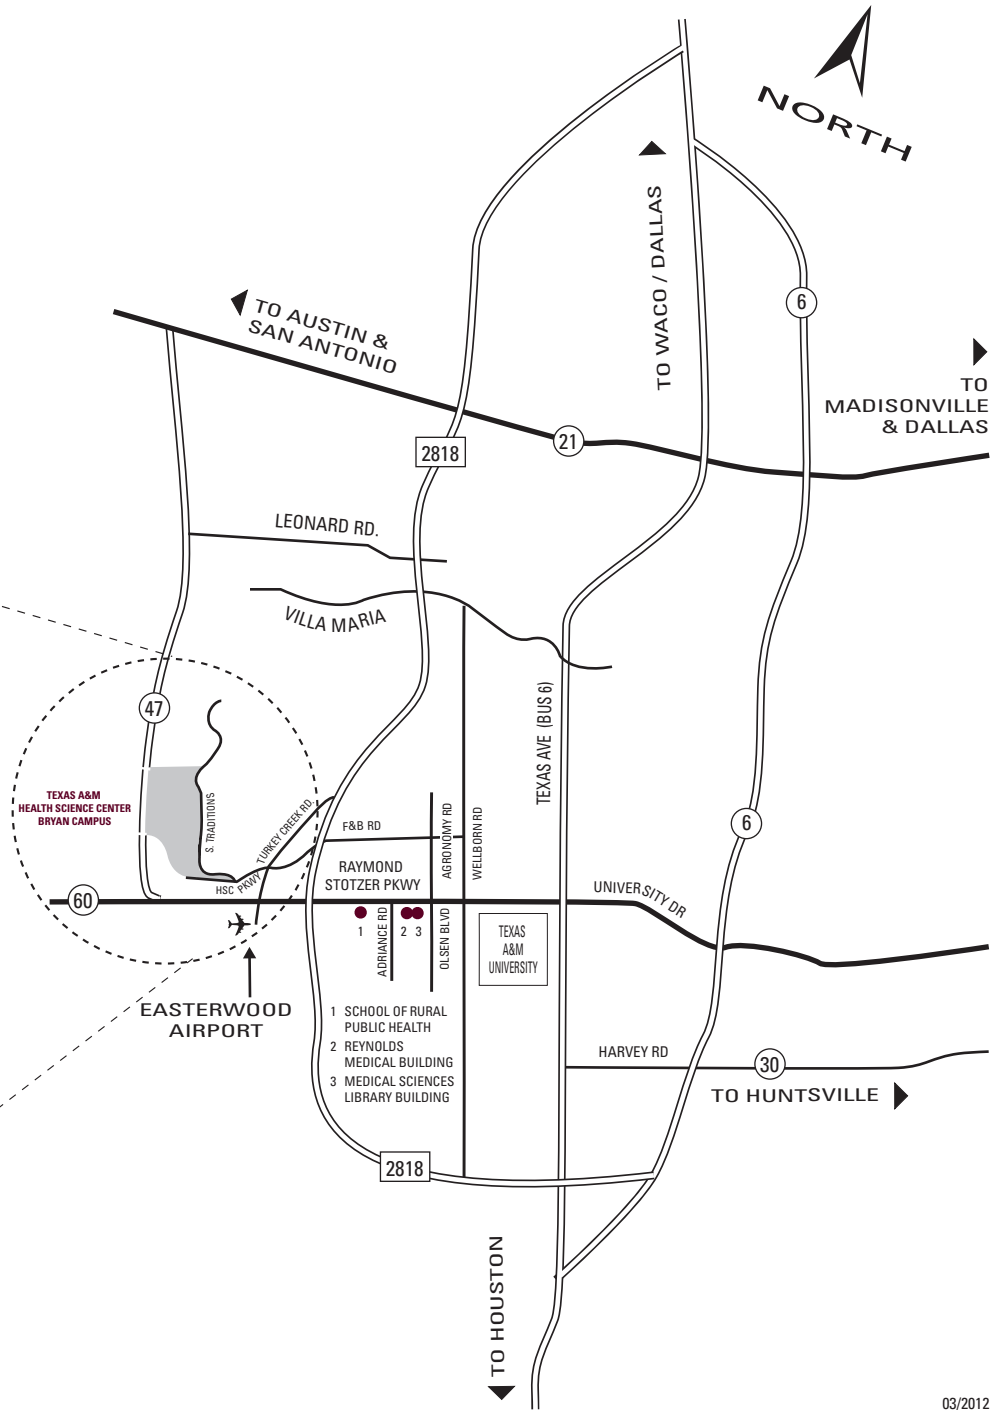 NORTH
TO WACO / DALLAS
6
TO AUSTIN &
SAN ANTONIO
TO
MADISONVILLE
& DALLAS
21
2818
LEONARD RD.
VILLA MARIA
47
TEXAS AVE (BUS 6)
TEXAS A&M
HEALTH SCIENCE CENTER
BRYAN CAMPUS
S. TRADITIONS
TURKEY CREEK RD.
F&B RD
AGRONOMY RD
WELLBORN RD
6
HSC PKWY
RAYMOND
STOTZER PKWY
60
UNIVERSITY DR
1
2
3
ADRIANCE RD
OLSEN BLVD
TEXAS
A&M
UNIVERSITY
EASTERWOOD
AIRPORT
1 SCHOOL OF RURAL
PUBLIC HEALTH
2 REYNOLDS
MEDICAL BUILDING
3 MEDICAL SCIENCES
LIBRARY BUILDING
HARVEY RD
30
TO HUNTSVILLE
2818
TO HOUSTON
03/2012